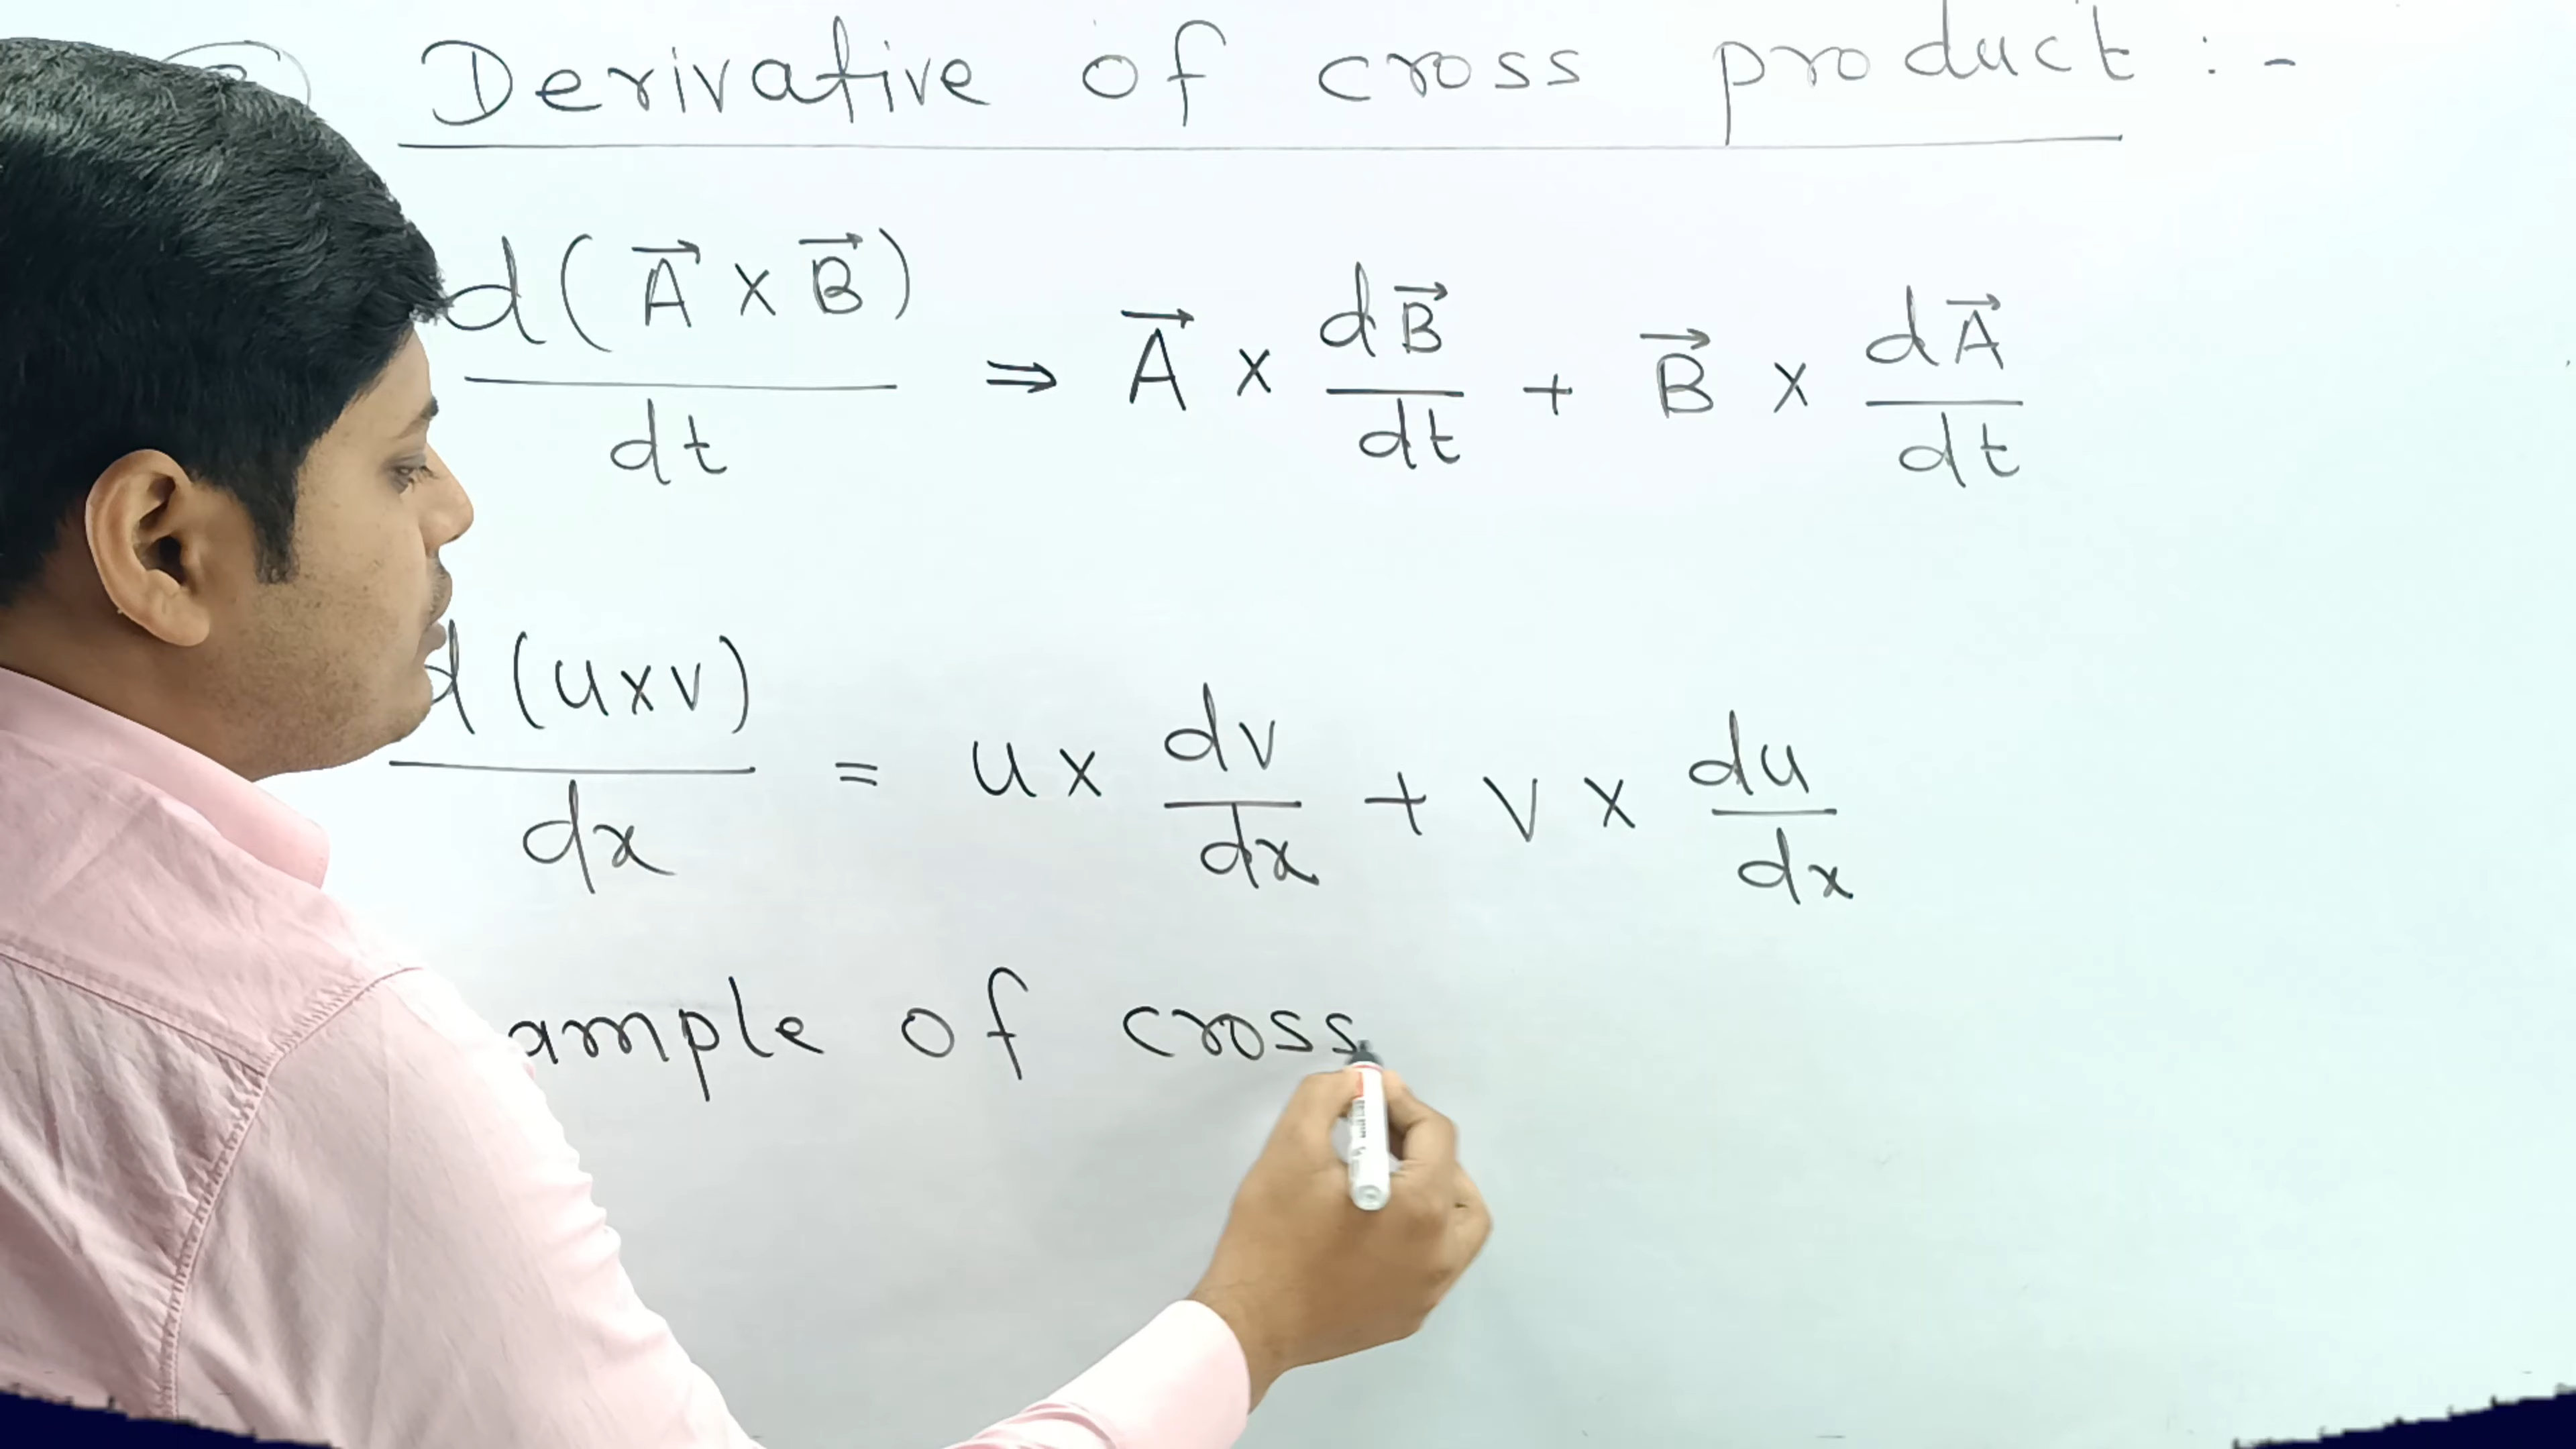 Derivative of cross product :-
d(A⃗ × B⃗)/dt ⇒ A⃗ × dB⃗/dt + B⃗ × dA⃗/dt
d(u×v)/dx = u × dv/dx + v × du/dx
ample of cross